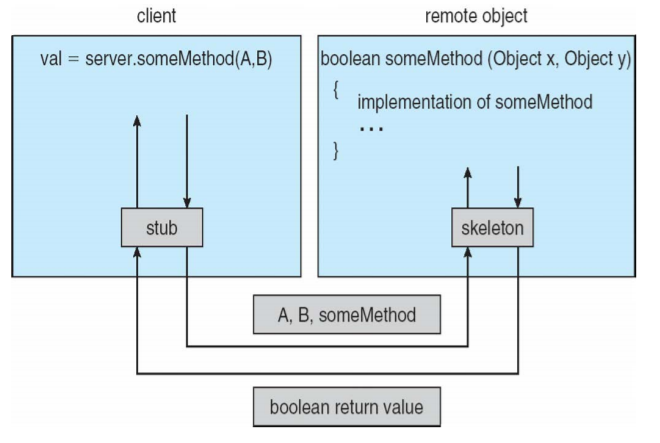 client
remote object
val = server.someMethod(A,B)
boolean someMethod (Object x, Object y)
{
implementation of someMethod
...
}
stub
skeleton
A, B, someMethod
boolean return value